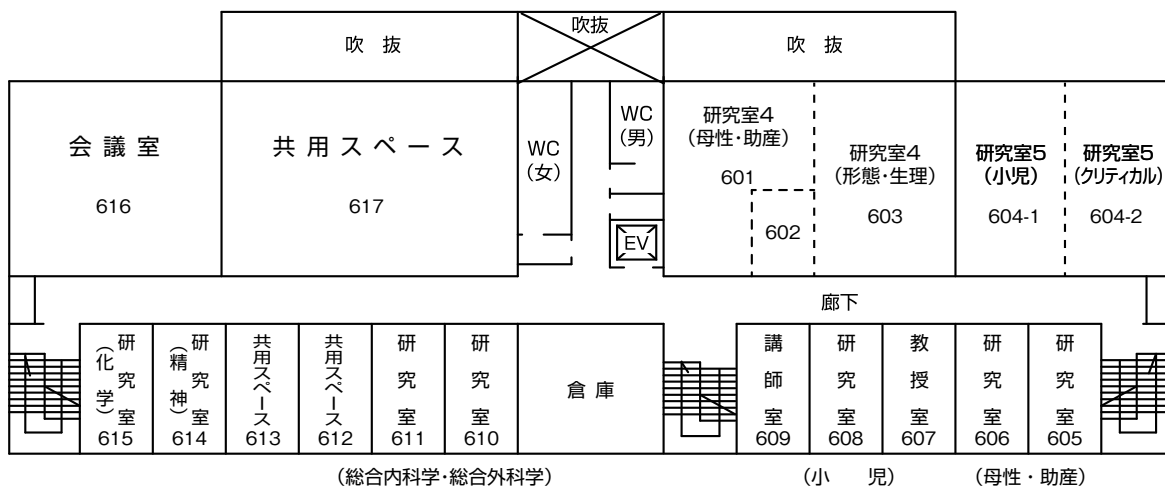 吹抜
吹 抜
吹 抜
会議室
616
共用スペース
617
WC
(女)
WC
(男)
EV
研究室4
(母性・助産)
601
602
研究室4
(形態・生理)
603
研究室5
(小児)
604-1
研究室5
(クリティカル)
604-2
廊下
研究室
(化学)
615
研究室
(精神)
614
共用スペース
613
共用スペース
612
研究室
611
研究室
610
倉庫
講師室
609
研究室
608
教授室
607
研究室
606
研究室
605
(総合内科学・総合外科学)
(小 児)
(母性・助産)